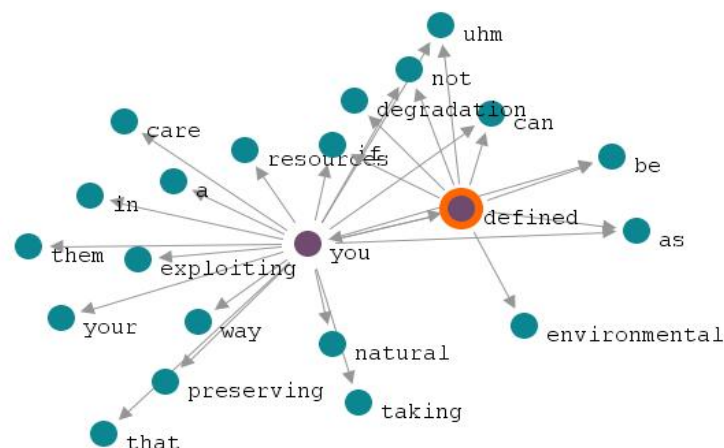 uhm
not
degradation
can
care
resources
if
be
a
in
defined
as
you
them
exploiting
your
way
environmental
natural
preserving
taking
that